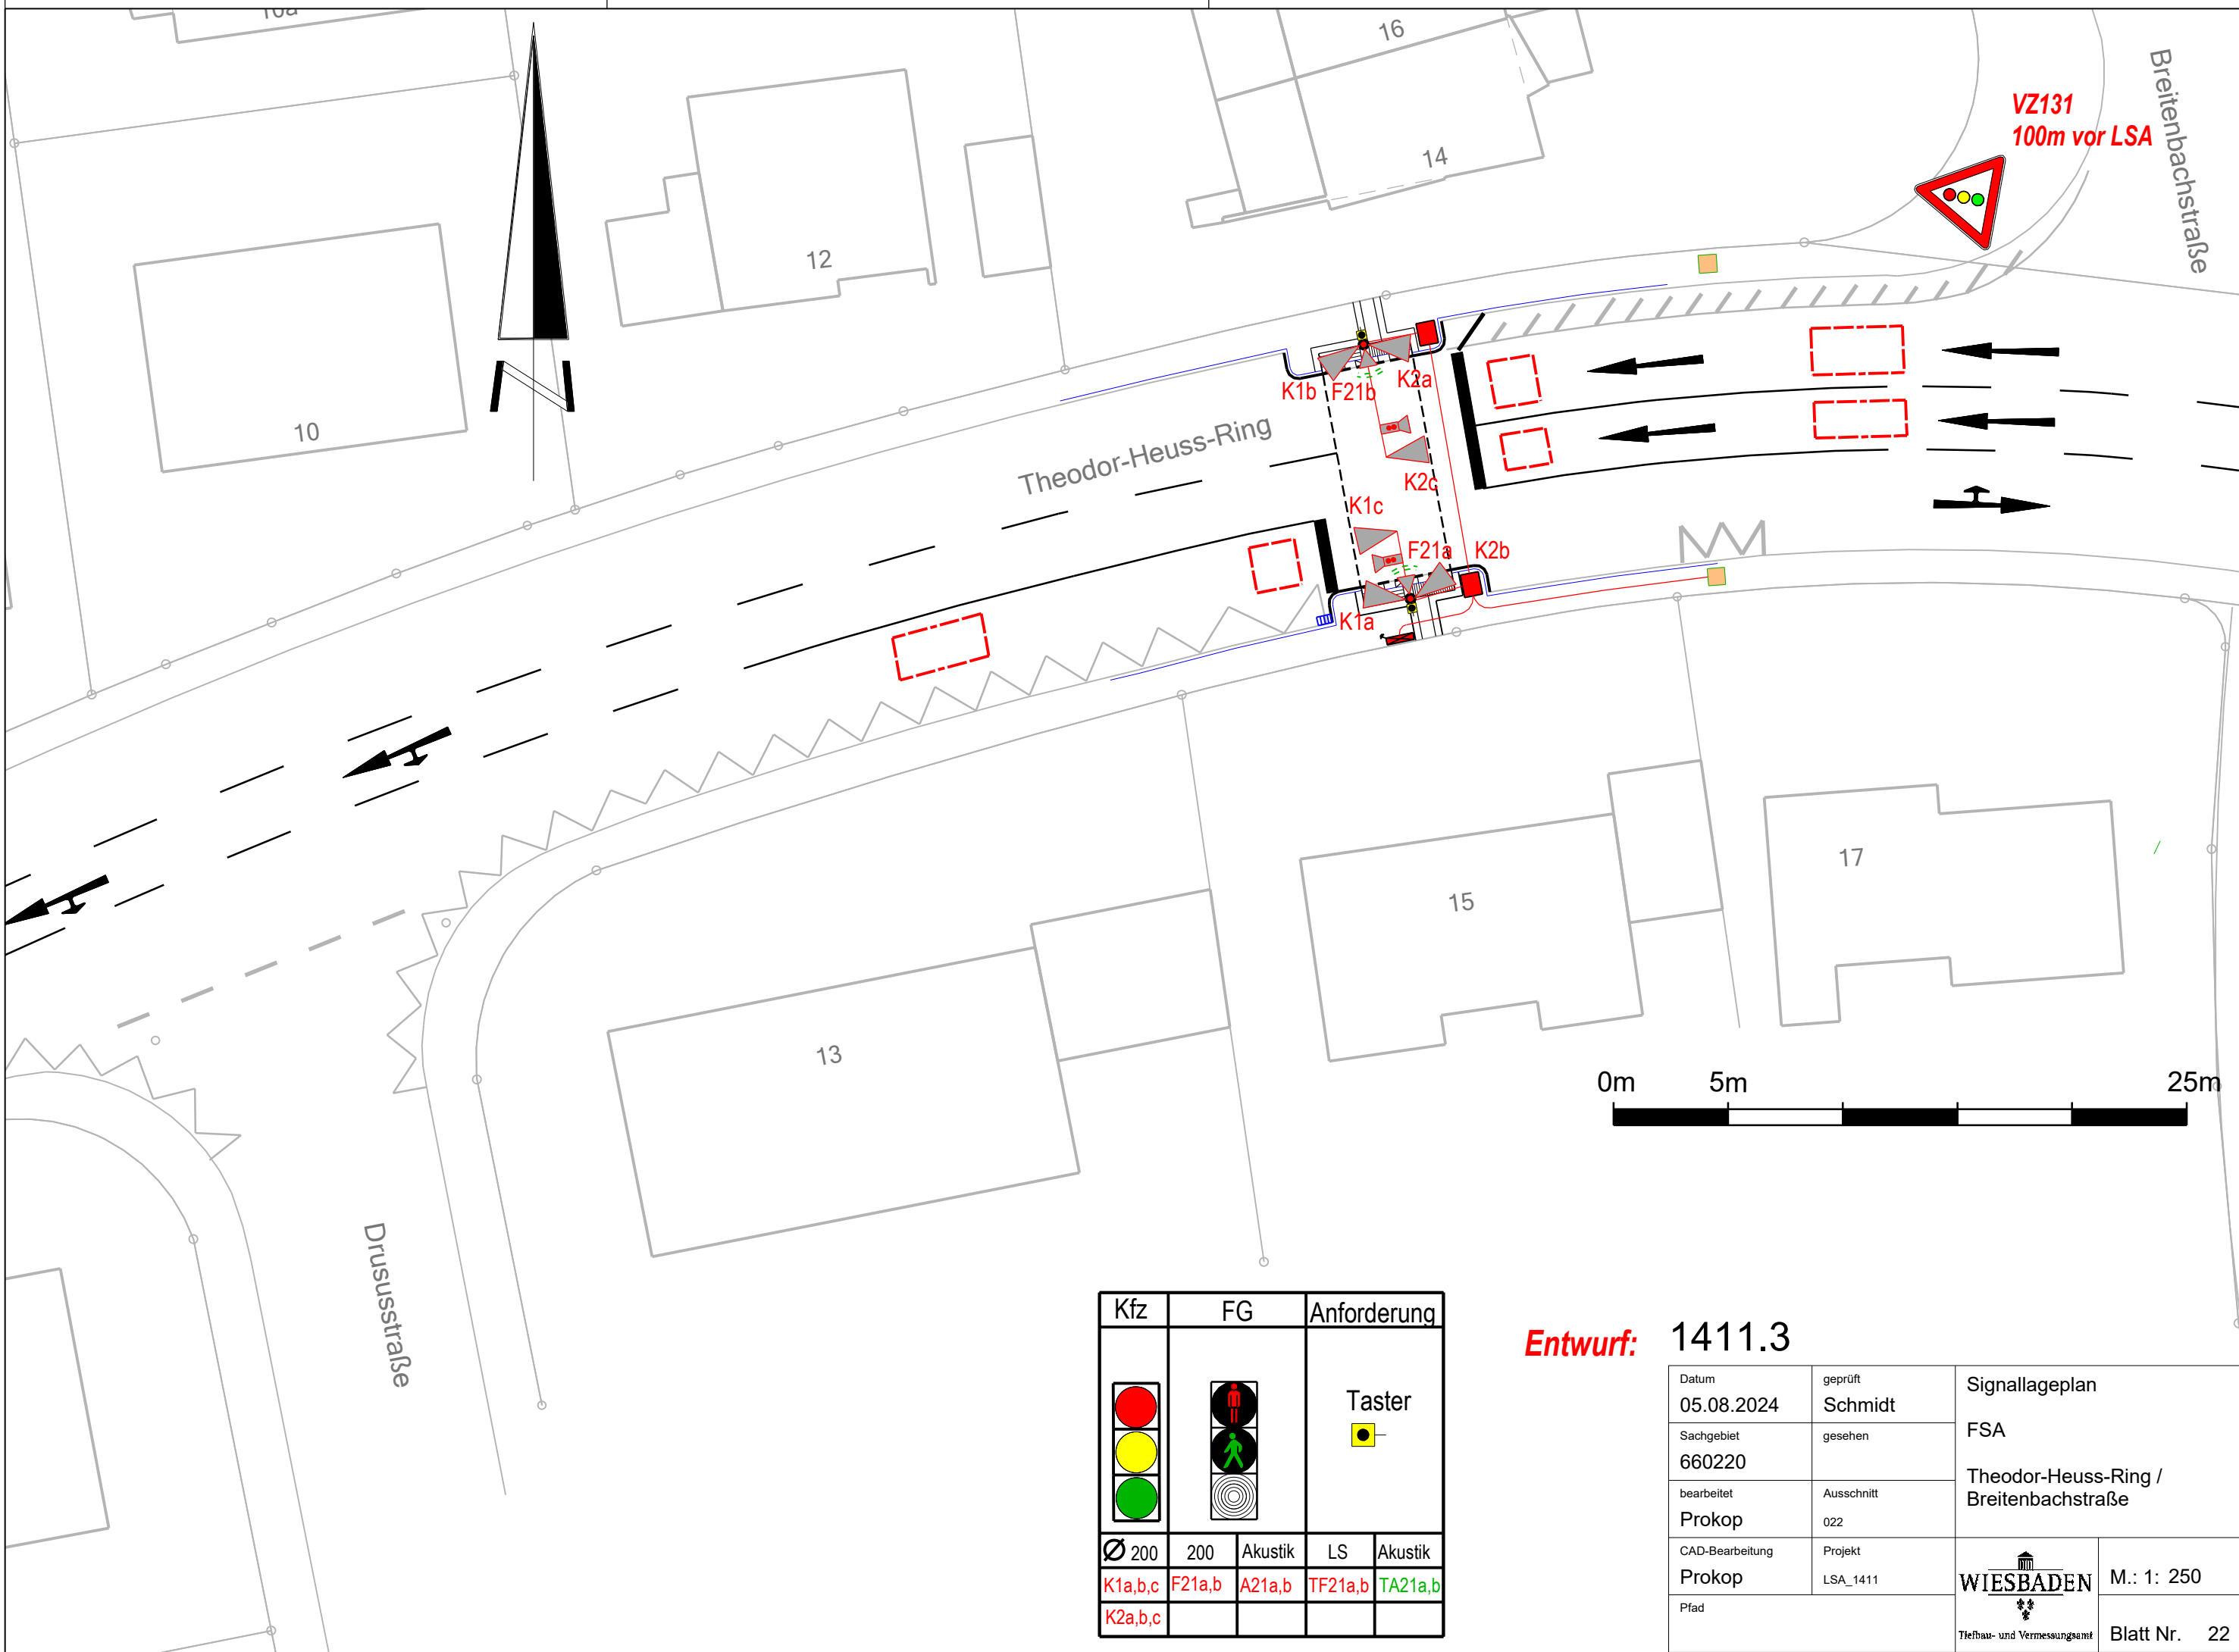 10a
16
14
12
10
VZ131
100m vor LSA
Breitenbachstraße
Theodor-Heuss-Ring
K1b
F21b
K2a
K2c
K1c
F21a
K2b
K1a
N
13
15
17
Drususstraße
0m 5m 25m
Kfz FG Anforderung
Taster
Ø 200 200 Akustik LS Akustik
K1a,b,c F21a,b A21a,b TF21a,b TA21a,b
K2a,b,c
Entwurf: 1411.3
Datum
05.08.2024
geprüft
Schmidt
Signallageplan
FSA
Theodor-Heuss-Ring /
Breitenbachstraße
Sachgebiet
660220
gesehen
bearbeitet
Prokop
Ausschnitt
022
CAD-Bearbeitung
Prokop
Projekt
LSA_1411
Pfad
WIESBADEN
Tiefbau- und Vermessungsamt
M.: 1: 250
Blatt Nr. 22